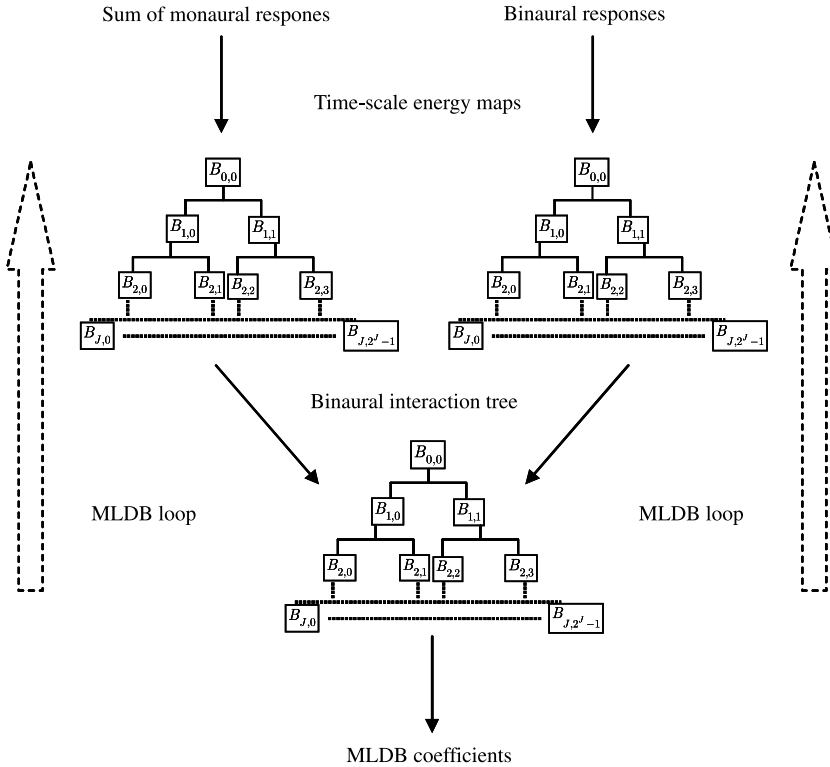 Sum of monaural respones Binaural responses
Time-scale energy maps
B0,0 B0,0
B1,0 B1,1 B1,0 B1,1
B2,0 B2,1 B2,2 B2,3 B2,0 B2,1 B2,2 B2,3
BJ,0 BJ,2^J−1 BJ,0 BJ,2^J−1
Binaural interaction tree
B0,0
MLDB loop B1,0 B1,1 MLDB loop
B2,0 B2,1 B2,2 B2,3
BJ,0 BJ,2^J−1
MLDB coefficients